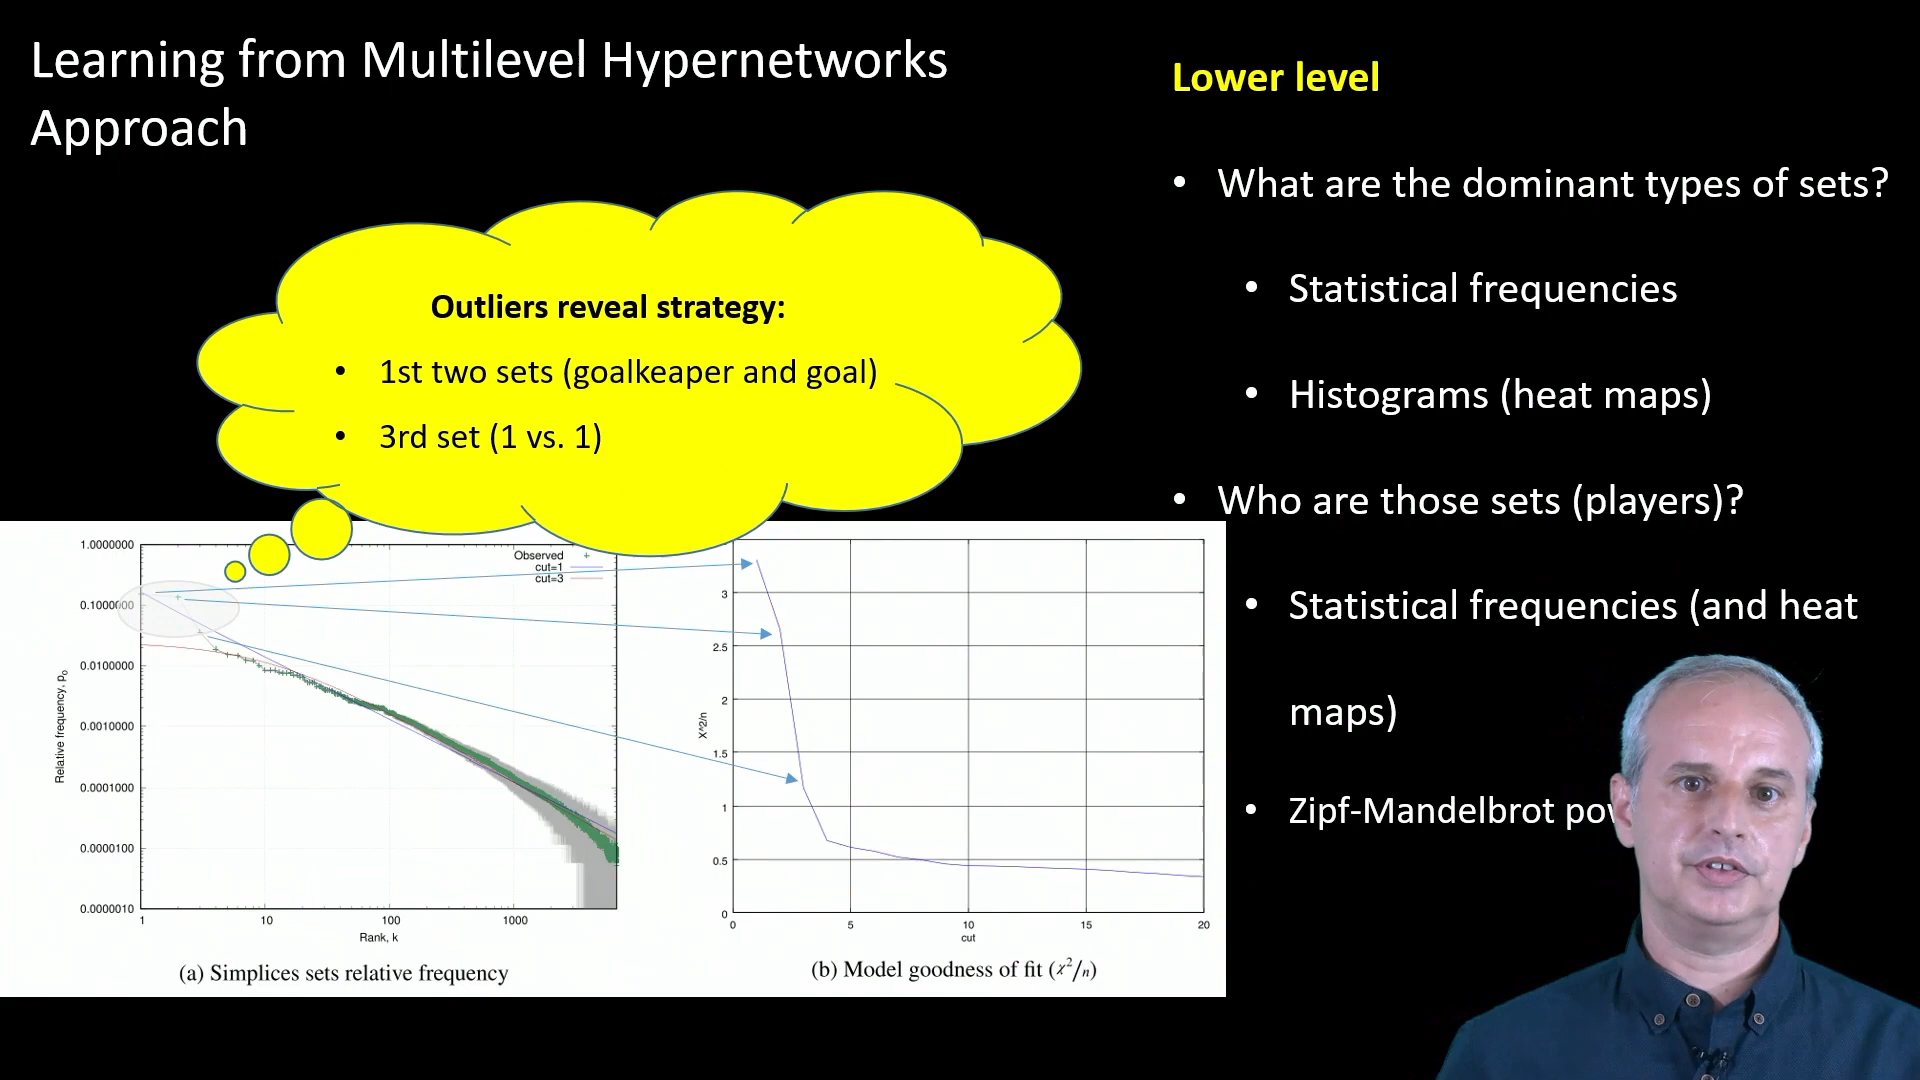 Learning from Multilevel Hypernetworks
Approach
Lower level
• What are the dominant types of sets?
• Statistical frequencies
• Histograms (heat maps)
• Who are those sets (players)?
• Statistical frequencies (and heat
maps)
• Zipf-Mandelbrot
Outliers reveal strategy:
• 1st two sets (goalkeaper and goal)
• 3rd set (1 vs. 1)
Observed
cut=1
cut=3
1.0000000
0.1000000
0.0100000
0.0010000
0.0001000
0.0000100
0.0000010
Relative frequency, po
1 10 100 1000
Rank, k
(a) Simplices sets relative frequency
3
2.5
2
1.5
1
0.5
0
X^2/n
0 5 10 15 20
cut
(b) Model goodness of fit (χ²/n)